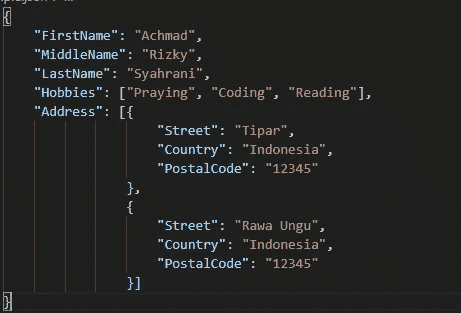 {
"FirstName": "Achmad",
"MiddleName": "Rizky",
"LastName": "Syahrani",
"Hobbies": ["Praying", "Coding", "Reading"],
"Address": [{
"Street": "Tipar",
"Country": "Indonesia",
"PostalCode": "12345"
},
{
"Street": "Rawa Ungu",
"Country": "Indonesia",
"PostalCode": "12345"
}]
}